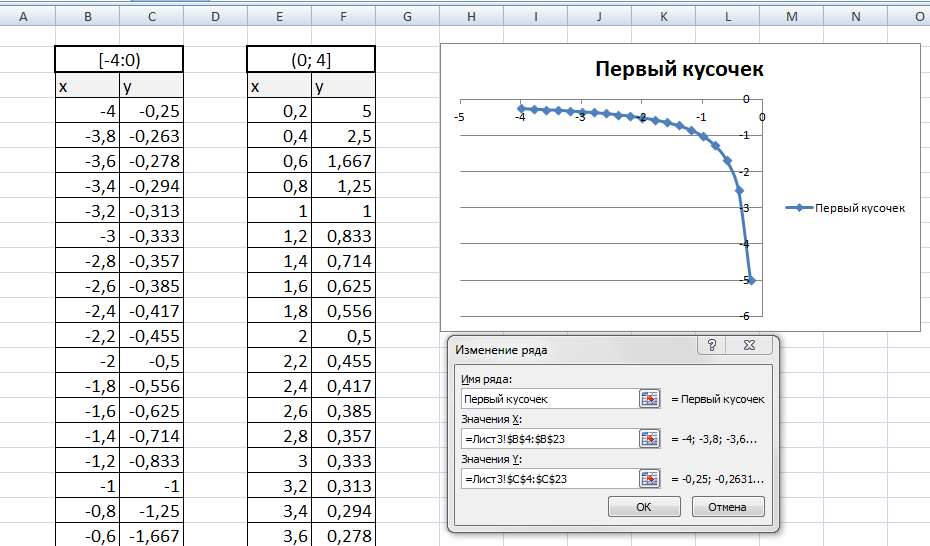 A B C D E F G H I J K L M N O
[-4:0) (0; 4]
x y x y
-4 -0,25 0,2 5
-3,8 -0,263 0,4 2,5
-3,6 -0,278 0,6 1,667
-3,4 -0,294 0,8 1,25
-3,2 -0,313 1 1
-3 -0,333 1,2 0,833
-2,8 -0,357 1,4 0,714
-2,6 -0,385 1,6 0,625
-2,4 -0,417 1,8 0,556
-2,2 -0,455 2 0,5
-2 -0,5 2,2 0,455
-1,8 -0,556 2,4 0,417
-1,6 -0,625 2,6 0,385
-1,4 -0,714 2,8 0,357
-1,2 -0,833 3 0,333
-1 -1 3,2 0,313
-0,8 -1,25 3,4 0,294
-0,6 -1,667 3,6 0,278
Первый кусочек
-5 -4 -3 -2 -1 0
0
-1
-2
-3
-4
-5
-6
Первый кусочек
Изменение ряда
Имя ряда:
Первый кусочек = Первый кусочек
Значения X:
=Лист3!$B$4:$B$23 = -4; -3,8; -3,6...
Значения Y:
=Лист3!$C$4:$C$23 = -0,25; -0,2631...
ОК Отмена